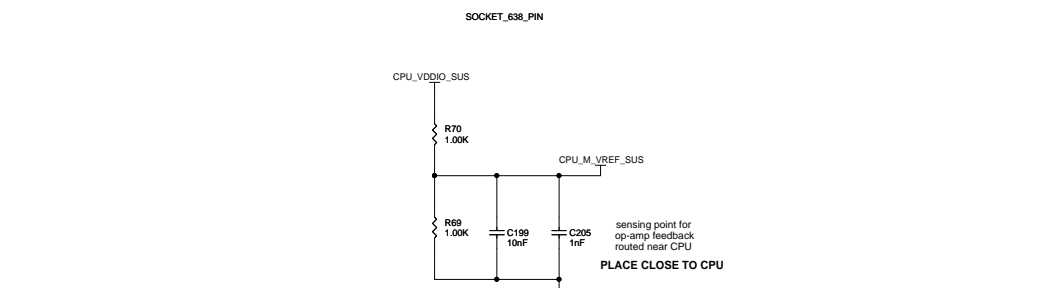 SOCKET_638_PIN
CPU_VDDIO_SUS
R70
1.00K
CPU_M_VREF_SUS
R69
1.00K
C199
10nF
C205
1nF
sensing point for
op-amp feedback
routed near CPU
PLACE CLOSE TO CPU